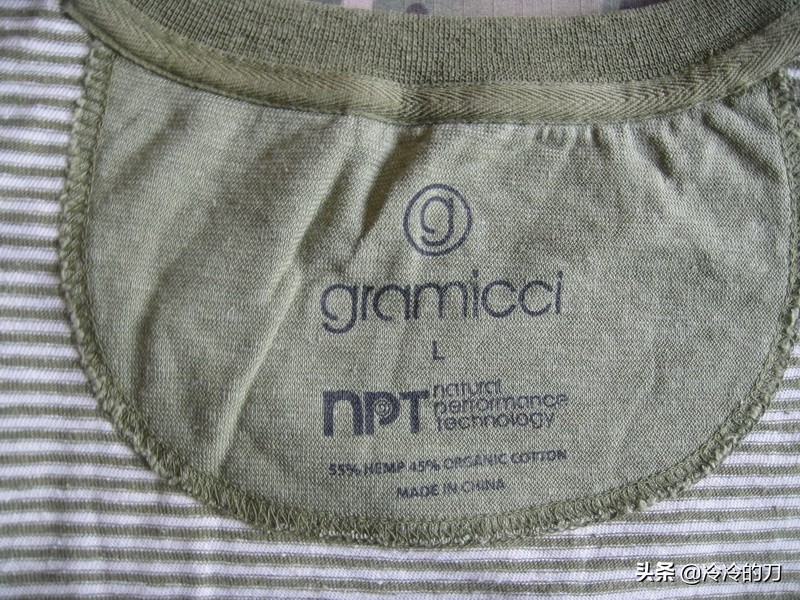 g
gramicci
L
NPT natural
performance
technology
55% HEMP 45% ORGANIC COTTON
MADE IN CHINA
头条 @冷冷的刀